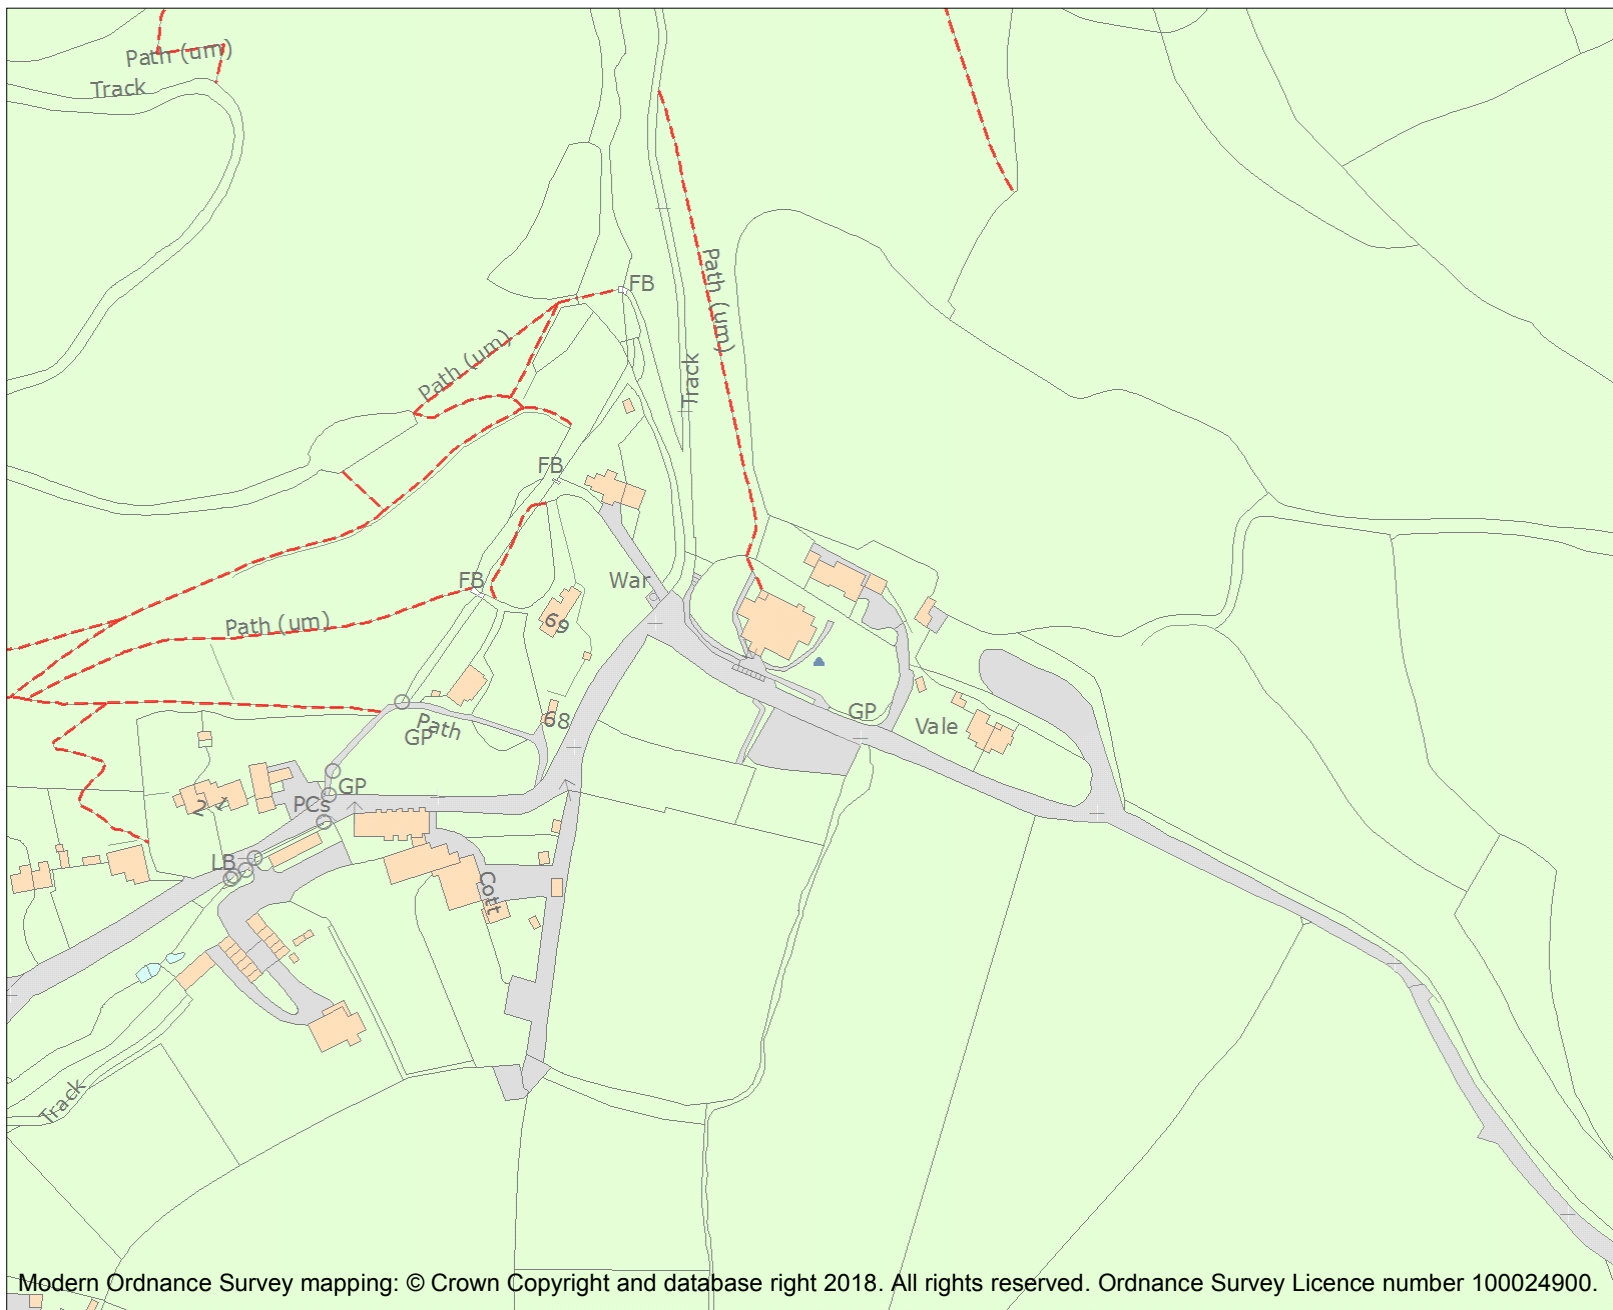 Path (um)
Track
FB
Path (um)
Path (um)
Track
FB
War
FB
69
Path (um)
68
Path
GP
GP
Vale
GP
PCs
2
1
LB
Cott
Track
Modern Ordnance Survey mapping: © Crown Copyright and database right 2018. All rights reserved. Ordnance Survey Licence number 100024900.